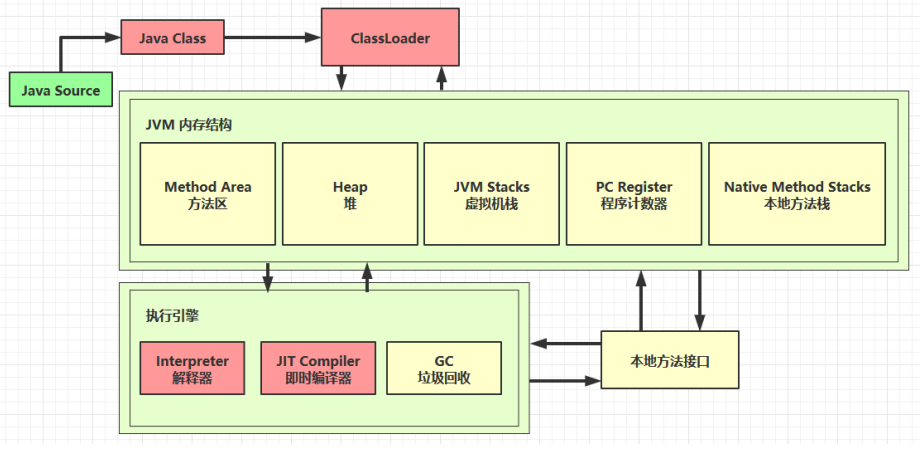 Java Class
ClassLoader
Java Source
JVM 内存结构
Method Area
方法区
Heap
堆
JVM Stacks
虚拟机栈
PC Register
程序计数器
Native Method Stacks
本地方法栈
执行引擎
Interpreter
解释器
JIT Compiler
即时编译器
GC
垃圾回收
本地方法接口